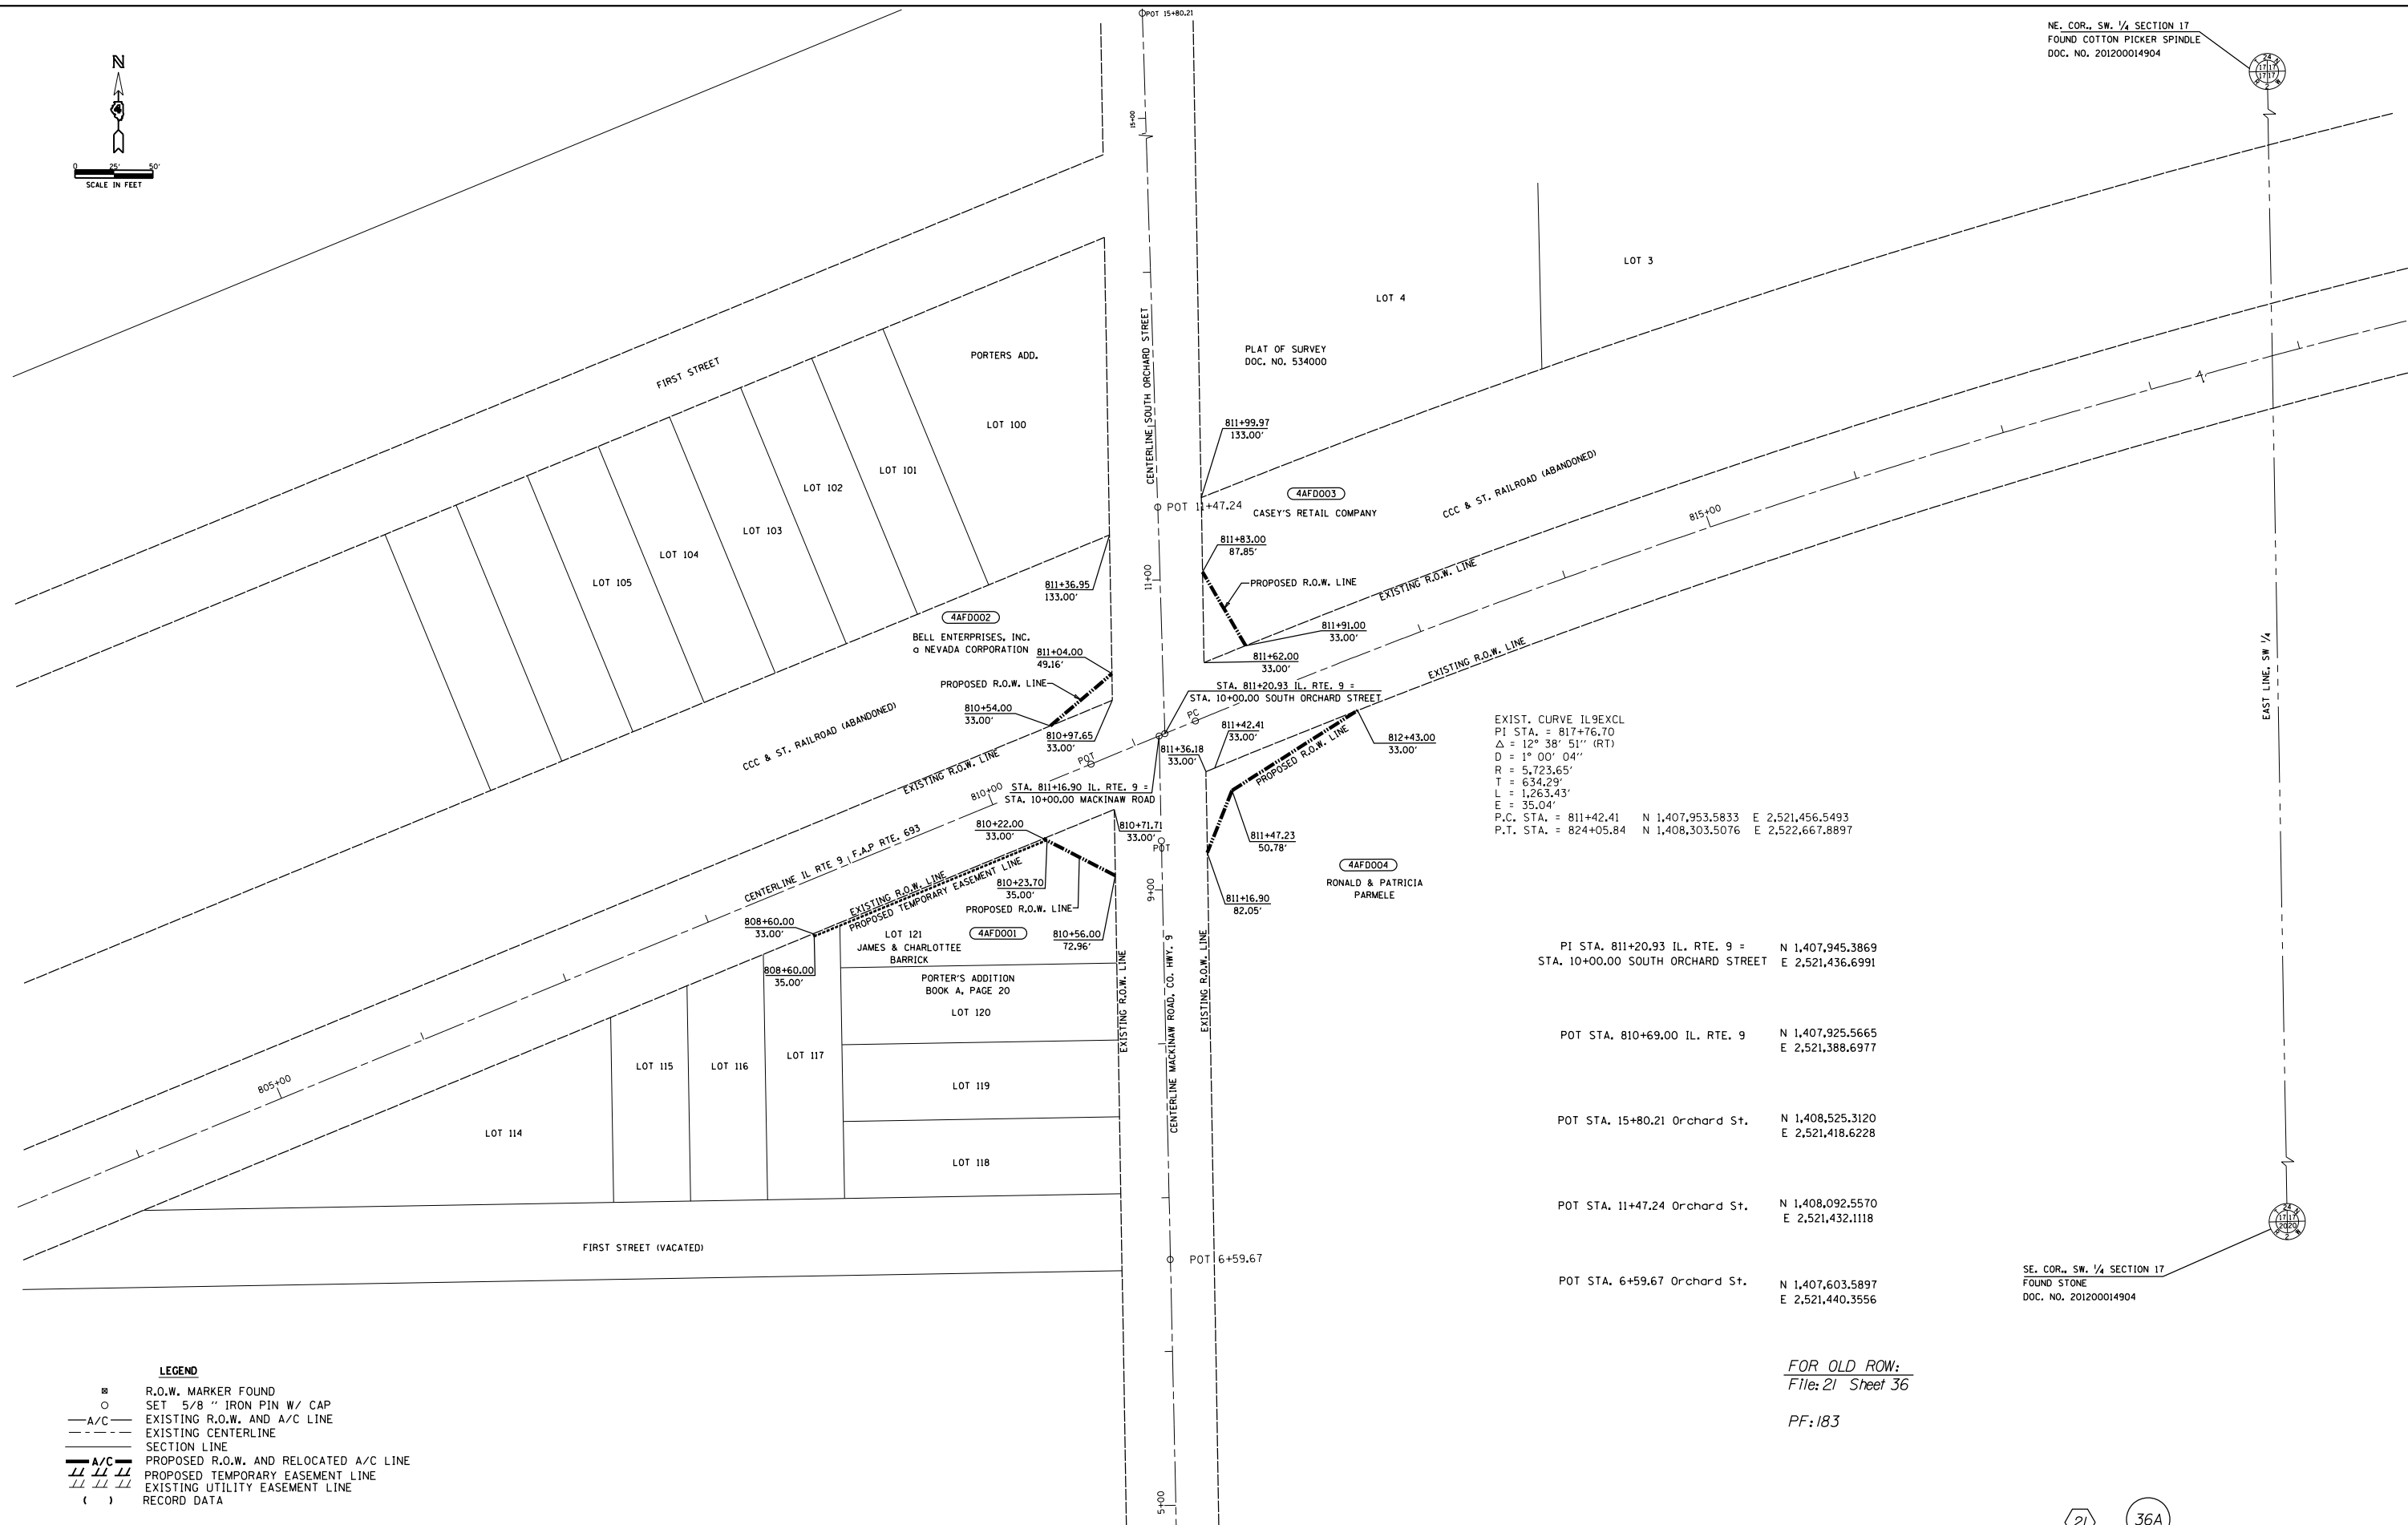 POT 15+80.21
NE. COR., SW. 1/4 SECTION 17
FOUND COTTON PICKER SPINDLE
DOC. NO. 201200014904
N
T 24 N
17 17
17 17
R 2 W
0 25' 50'
SCALE IN FEET
15+00
LOT 3
LOT 4
CENTERLINE SOUTH ORCHARD STREET
PLAT OF SURVEY
DOC. NO. 534000
PORTERS ADD.
FIRST STREET
LOT 100
LOT 101
LOT 102
LOT 103
LOT 104
LOT 105
811+99.97
133.00'
4AFD003
CASEY'S RETAIL COMPANY
CCC & ST. RAILROAD (ABANDONED)
POT 11+47.24
815+00
811+83.00
87.85'
PROPOSED R.O.W. LINE
EXISTING R.O.W. LINE
11+00
811+36.95
133.00'
4AFD002
BELL ENTERPRISES, INC.
a NEVADA CORPORATION
811+04.00
49.16'
811+91.00
33.00'
811+62.00
33.00'
EXISTING R.O.W. LINE
EAST LINE, SW 1/4
PROPOSED R.O.W. LINE
STA. 811+20.93 IL. RTE. 9 =
STA. 10+00.00 SOUTH ORCHARD STREET
810+54.00
33.00'
810+97.65
33.00'
PC
811+42.41
33.00'
811+36.18
33.00'
812+43.00
33.00'
PROPOSED R.O.W. LINE
CCC & ST. RAILROAD (ABANDONED)
EXISTING R.O.W. LINE
POT
810+00
STA. 811+16.90 IL. RTE. 9 =
STA. 10+00.00 MACKINAW ROAD
EXIST. CURVE IL9EXCL
PI STA. = 817+76.70
Δ = 12° 38' 51" (RT)
D = 1° 00' 04"
R = 5,723.65'
T = 634.29'
L = 1,263.43'
E = 35.04'
P.C. STA. = 811+42.41 N 1,407,953.5833 E 2,521,456.5493
P.T. STA. = 824+05.84 N 1,408,303.5076 E 2,522,667.8897
810+22.00
33.00'
810+71.71
33.00'
POT
811+47.23
50.78'
4AFD004
RONALD & PATRICIA
PARMELE
811+16.90
82.05'
9+00
CENTERLINE IL RTE 9 F.A.P RTE. 693
EXISTING R.O.W. LINE
PROPOSED TEMPORARY EASEMENT LINE
810+23.70
35.00'
PROPOSED R.O.W. LINE
808+60.00
33.00'
LOT 121
4AFD001
JAMES & CHARLOTTEE
BARRICK
810+56.00
72.96'
808+60.00
35.00'
PORTER'S ADDITION
BOOK A, PAGE 20
LOT 120
EXISTING R.O.W. LINE
CENTERLINE MACKINAW ROAD, CO. HWY. 9
EXISTING R.O.W. LINE
PI STA. 811+20.93 IL. RTE. 9 = N 1,407,945.3869
STA. 10+00.00 SOUTH ORCHARD STREET E 2,521,436.6991
POT STA. 810+69.00 IL. RTE. 9 N 1,407,925.5665
E 2,521,388.6977
805+00
LOT 115
LOT 116
LOT 117
LOT 119
LOT 114
LOT 118
POT STA. 15+80.21 Orchard St. N 1,408,525.3120
E 2,521,418.6228
POT STA. 11+47.24 Orchard St. N 1,408,092.5570
E 2,521,432.1118
T 24 N
17 17
20 20
R 2 W
FIRST STREET (VACATED)
POT 6+59.67
POT STA. 6+59.67 Orchard St. N 1,407,603.5897
E 2,521,440.3556
SE. COR., SW. 1/4 SECTION 17
FOUND STONE
DOC. NO. 201200014904
LEGEND
R.O.W. MARKER FOUND
SET 5/8 " IRON PIN W/ CAP
A/C EXISTING R.O.W. AND A/C LINE
EXISTING CENTERLINE
SECTION LINE
A/C PROPOSED R.O.W. AND RELOCATED A/C LINE
PROPOSED TEMPORARY EASEMENT LINE
EXISTING UTILITY EASEMENT LINE
( ) RECORD DATA
FOR OLD ROW:
File: 21 Sheet 36
PF: 183
5+00
21
36A